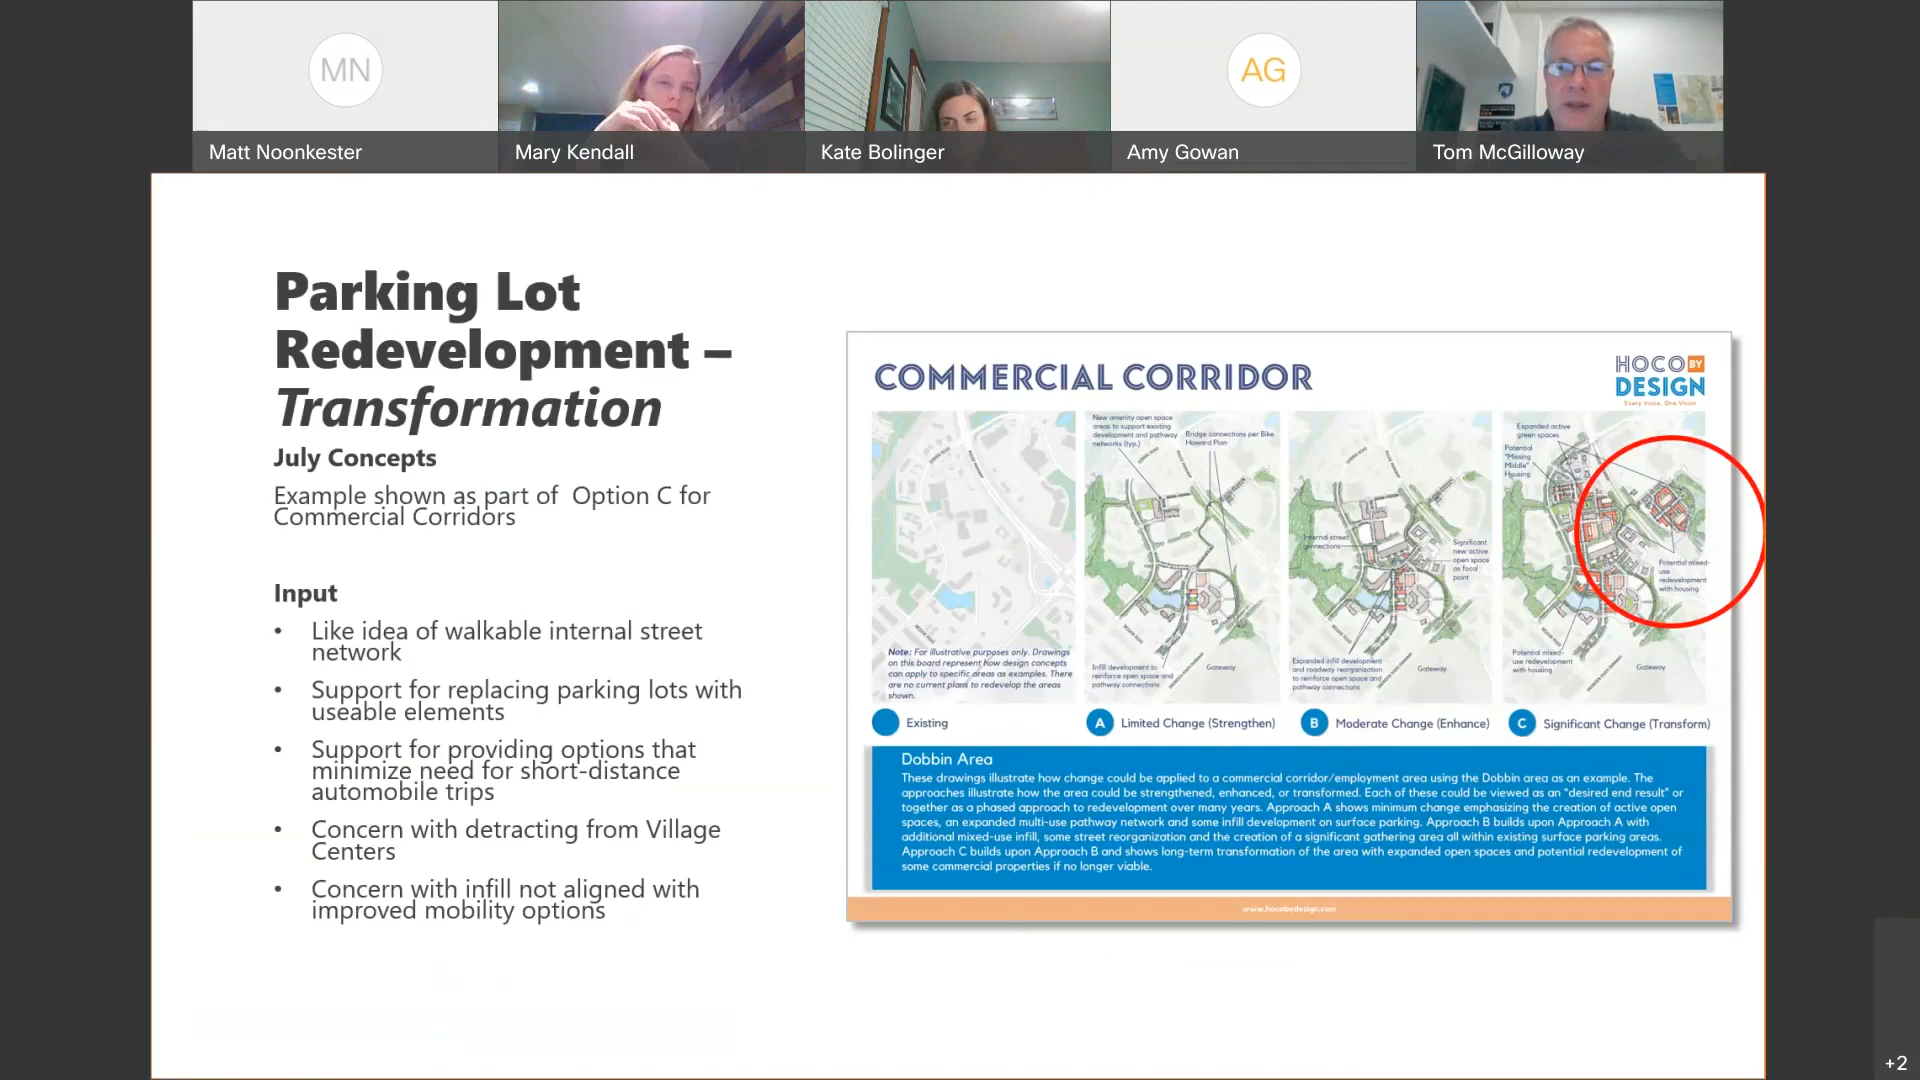 MN
AG
Matt Noonkester
Mary Kendall
Kate Bolinger
Amy Gowan
Tom McGilloway
Parking Lot
Redevelopment –
Transformation
July Concepts
Example shown as part of  Option C for
Commercial Corridors
Input
• Like idea of walkable internal street
network
• Support for replacing parking lots with
useable elements
• Support for providing options that
minimize need for short-distance
automobile trips
• Concern with detracting from Village
Centers
• Concern with infill not aligned with
improved mobility options
COMMERCIAL CORRIDOR
HOCO BY
DESIGN
Every Voice, One Vision
Note: For illustrative purposes only. Drawings
on this board represent how design concepts
can apply to specific areas as examples. There
are no current plans to redevelop the areas
shown.
New amenity open space
areas to support existing
development and pathway
networks (typ.)
Bridge connections per Bike
Howard Plan
Infill development to
reinforce open space and
pathway connections
Gateway
Internal street
connections
Significant
new active
open space
as focal
point
Expanded infill development
and roadway reorganization
to reinforce open space and
pathway connections
Gateway
Expanded active
green spaces
Potential
"Missing
Middle"
Housing
Potential mixed-
use
redevelopment
with housing
Potential mixed-
use redevelopment
with housing
Gateway
Existing
A Limited Change (Strengthen)
B Moderate Change (Enhance)
C Significant Change (Transform)
Dobbin Area
These drawings illustrate how change could be applied to a commercial corridor/employment area using the Dobbin area as an example. The
approaches illustrate how the area could be strengthened, enhanced, or transformed. Each of these could be viewed as an "desired end result" or
together as a phased approach to redevelopment over many years. Approach A shows minimum change emphasizing the creation of active open
spaces, an expanded multi-use pathway network and some infill development on surface parking. Approach B builds upon Approach A with
additional mixed-use infill, some street reorganization and the creation of a significant gathering area all within existing surface parking areas.
Approach C builds upon Approach B and shows long-term transformation of the area with expanded open spaces and potential redevelopment of
some commercial properties if no longer viable.
www.hocobydesign.com
+2